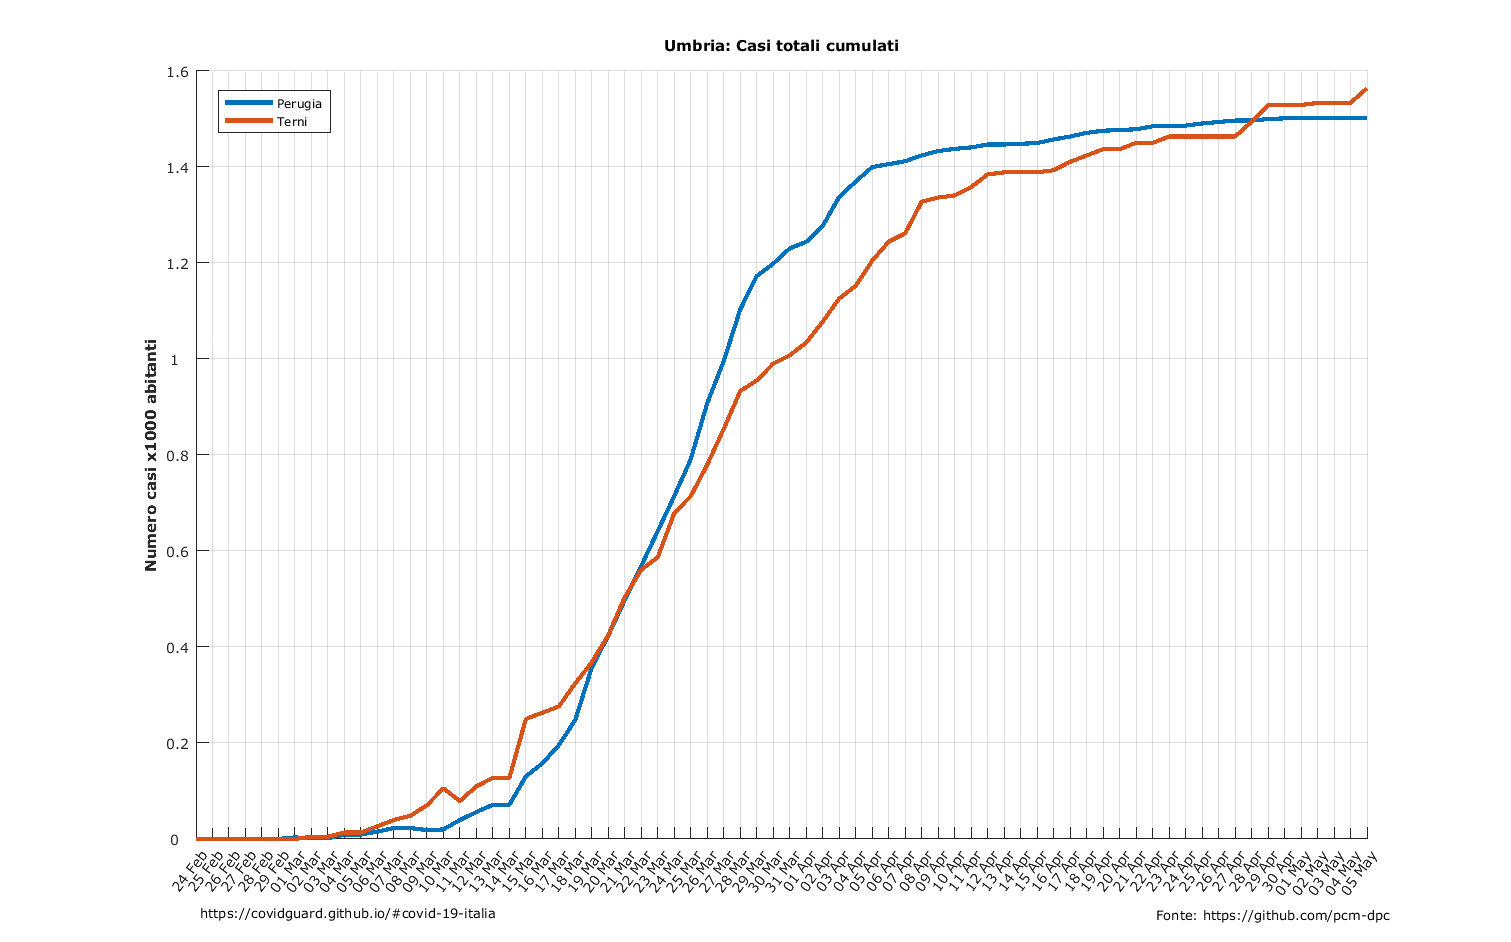 Umbria: Casi totali cumulati
1.6
1.4
1.2
1
0.8
0.6
0.4
0.2
0
Numero casi x1000 abitanti
Perugia
Terni
24 Feb
25 Feb
26 Feb
27 Feb
28 Feb
29 Feb
01 Mar
02 Mar
03 Mar
04 Mar
05 Mar
06 Mar
07 Mar
08 Mar
09 Mar
10 Mar
11 Mar
12 Mar
13 Mar
14 Mar
15 Mar
16 Mar
17 Mar
18 Mar
19 Mar
20 Mar
21 Mar
22 Mar
23 Mar
24 Mar
25 Mar
26 Mar
27 Mar
28 Mar
29 Mar
30 Mar
31 Mar
01 Apr
02 Apr
03 Apr
04 Apr
05 Apr
06 Apr
07 Apr
08 Apr
09 Apr
10 Apr
11 Apr
12 Apr
13 Apr
14 Apr
15 Apr
16 Apr
17 Apr
18 Apr
19 Apr
20 Apr
21 Apr
22 Apr
23 Apr
24 Apr
25 Apr
26 Apr
27 Apr
28 Apr
29 Apr
30 Apr
01 May
02 May
03 May
04 May
05 May
https://covidguard.github.io/#covid-19-italia
Fonte: https://github.com/pcm-dpc